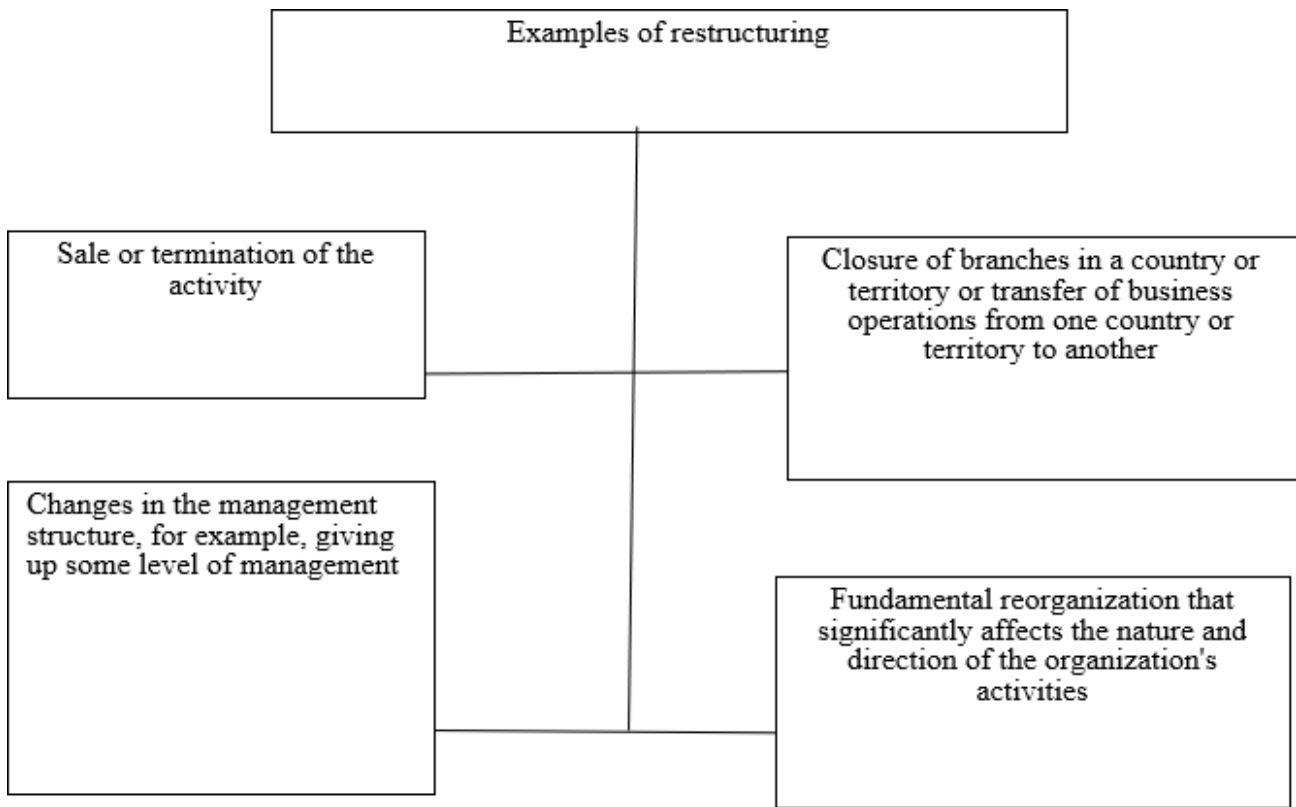 Examples of restructuring
Sale or termination of the
activity
Closure of branches in a country or
territory or transfer of business
operations from one country or
territory to another
Changes in the management
structure, for example, giving
up some level of management
Fundamental reorganization that
significantly affects the nature and
direction of the organization's
activities